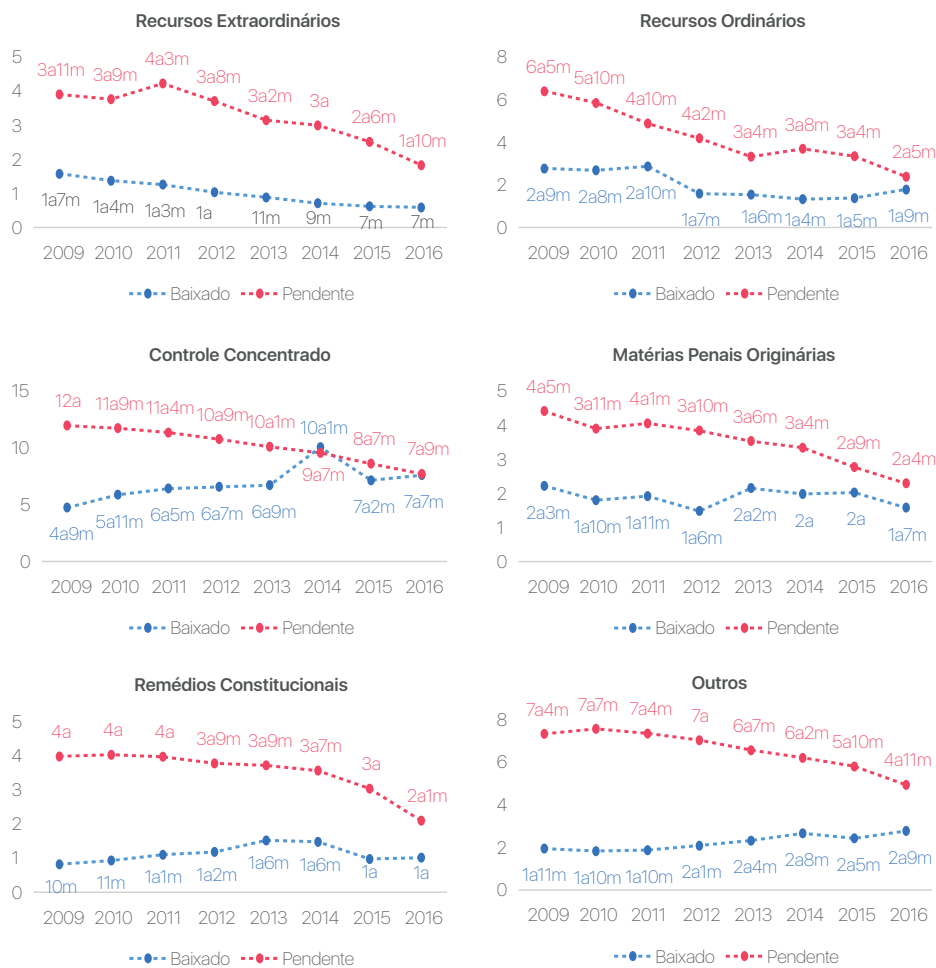 Recursos Extraordinários
5
4
3
2
1
0
3a11m 3a9m 4a3m 3a8m 3a2m 3a 2a6m 1a10m
1a7m 1a4m 1a3m 1a 11m 9m 7m 7m
2009 2010 2011 2012 2013 2014 2015 2016
Baixado Pendente
Recursos Ordinários
8
6
4
2
0
6a5m 5a10m 4a10m 4a2m 3a4m 3a8m 3a4m 2a5m
2a9m 2a8m 2a10m 1a7m 1a6m 1a4m 1a5m 1a9m
2009 2010 2011 2012 2013 2014 2015 2016
Baixado Pendente
Controle Concentrado
15
10
5
0
12a 11a9m 11a4m 10a9m 10a1m 9a7m 8a7m 7a9m
4a9m 5a11m 6a5m 6a7m 6a9m 10a1m 7a2m 7a7m
2009 2010 2011 2012 2013 2014 2015 2016
Baixado Pendente
Matérias Penais Originárias
5
4
3
2
1
0
4a5m 3a11m 4a1m 3a10m 3a6m 3a4m 2a9m 2a4m
2a3m 1a10m 1a11m 1a6m 2a2m 2a 2a 1a7m
2009 2010 2011 2012 2013 2014 2015 2016
Baixado Pendente
Remédios Constitucionais
5
4
3
2
1
0
4a 4a 4a 3a9m 3a9m 3a7m 3a 2a1m
10m 11m 1a1m 1a2m 1a6m 1a6m 1a 1a
2009 2010 2011 2012 2013 2014 2015 2016
Baixado Pendente
Outros
8
6
4
2
0
7a4m 7a7m 7a4m 7a 6a7m 6a2m 5a10m 4a11m
1a11m 1a10m 1a10m 2a1m 2a4m 2a8m 2a5m 2a9m
2009 2010 2011 2012 2013 2014 2015 2016
Baixado Pendente